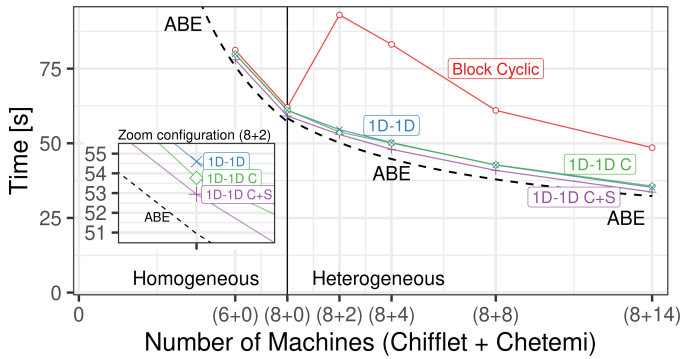 ABE
75
Block Cyclic
1D-1D
50
Zoom configuration (8+2)
55
1D-1D
54
1D-1D C
53
1D-1D C+S
52
ABE
51
ABE
1D-1D C
1D-1D C+S
ABE
25
Homogeneous
Heterogeneous
0
0
(6+0)
(8+0)
(8+2)
(8+4)
(8+8)
(8+14)
Time [s]
Number of Machines (Chifflet + Chetemi)